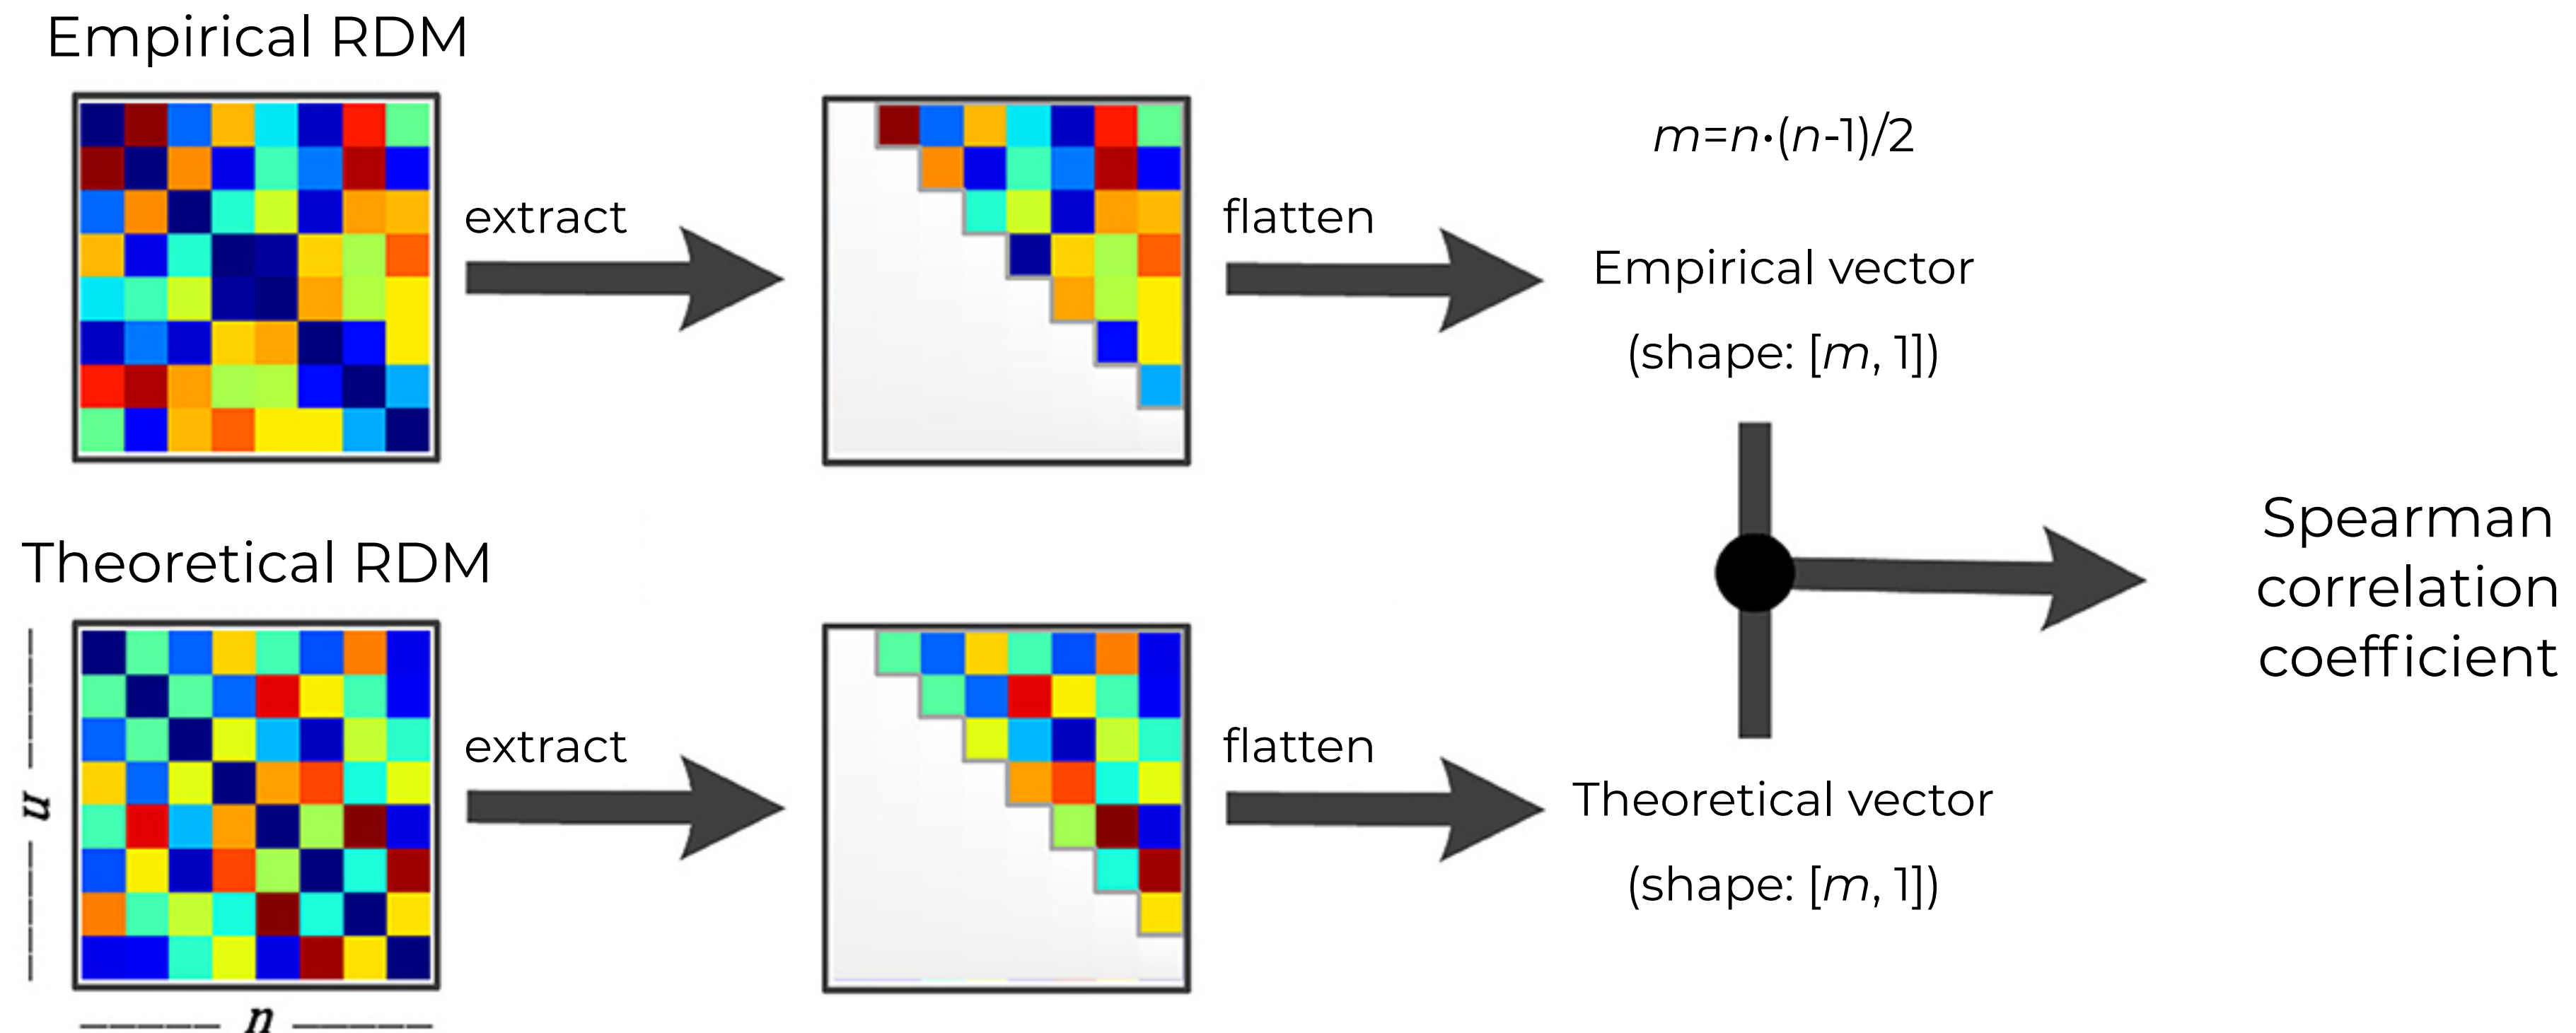 Empirical RDM
extract
flatten
m=n·(n-1)/2
Empirical vector
(shape: [m, 1])
Theoretical RDM
n
n
extract
flatten
Theoretical vector
(shape: [m, 1])
Spearman
correlation
coefficient